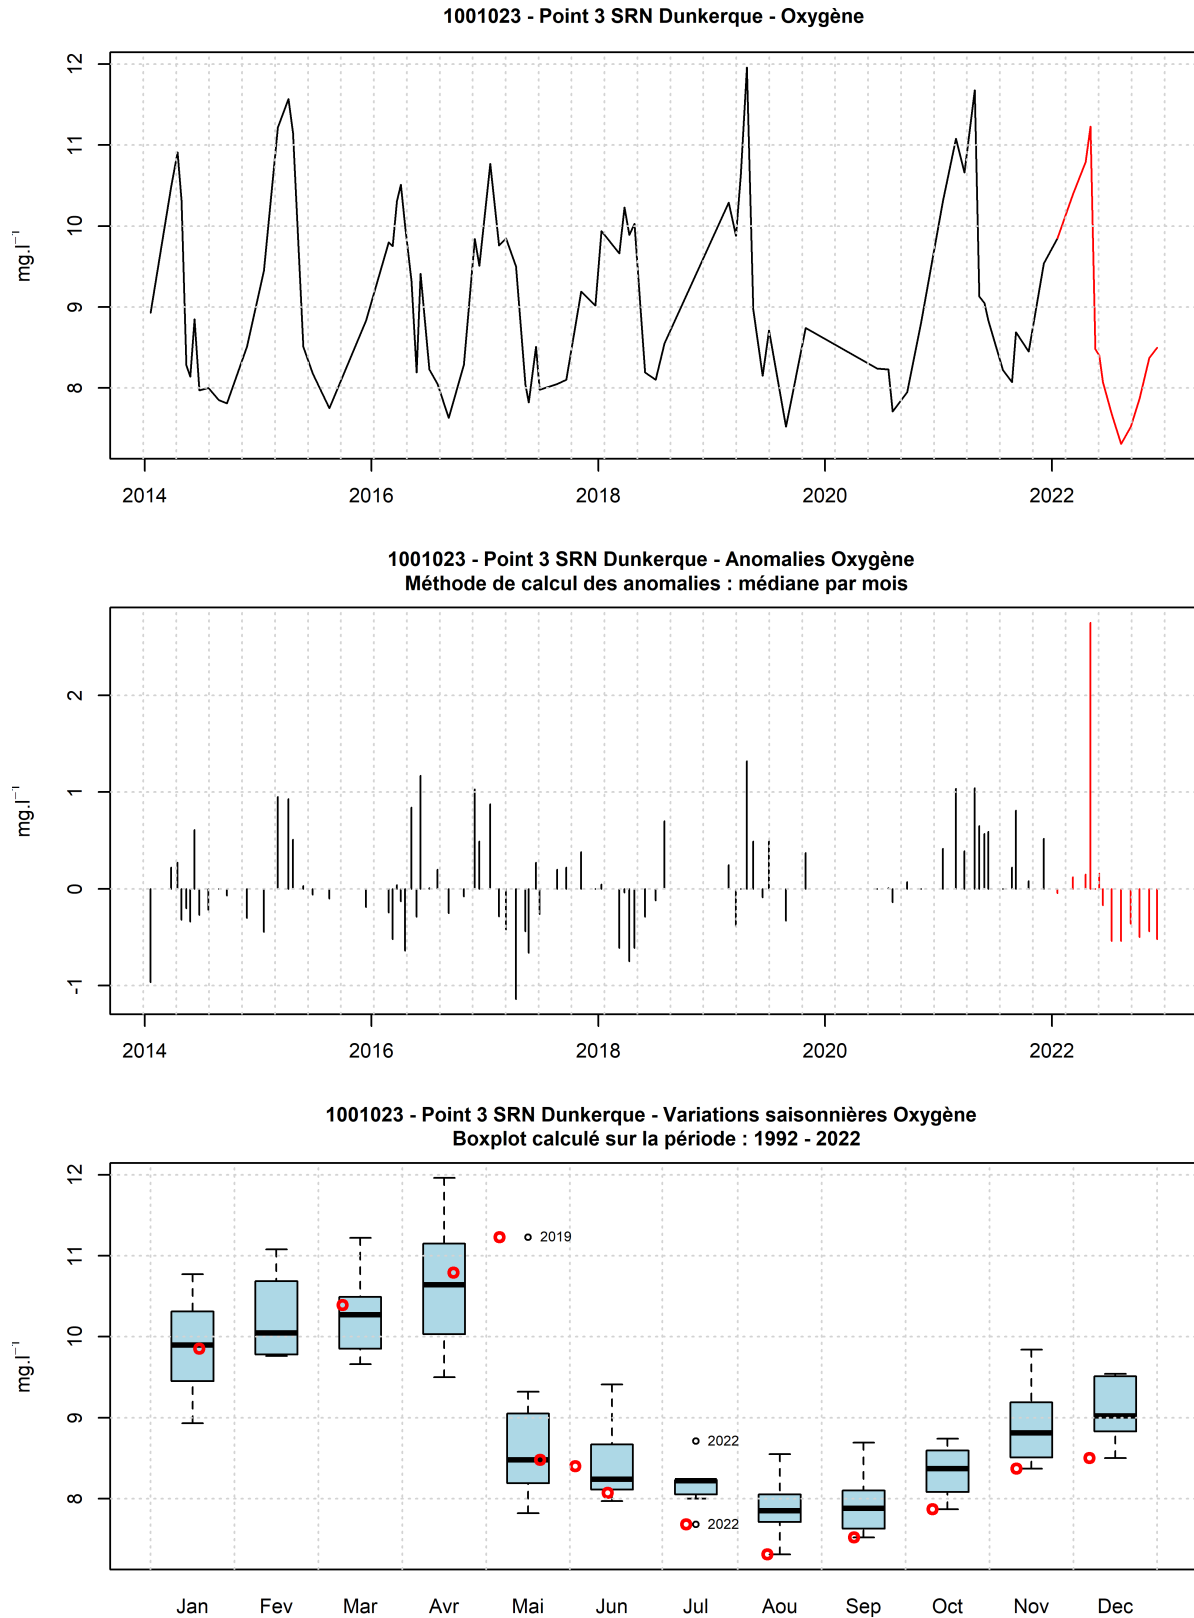 1001023 - Point 3 SRN Dunkerque - Oxygène
12
11
10
9
8
mg.l⁻¹
2014 2016 2018 2020 2022
1001023 - Point 3 SRN Dunkerque - Anomalies Oxygène
Méthode de calcul des anomalies : médiane par mois
2
1
0
-1
mg.l⁻¹
2014 2016 2018 2020 2022
1001023 - Point 3 SRN Dunkerque - Variations saisonnières Oxygène
Boxplot calculé sur la période : 1992 - 2022
12
11
10
9
8
mg.l⁻¹
2019
2022
2022
Jan Fev Mar Avr Mai Jun Jul Aou Sep Oct Nov Dec